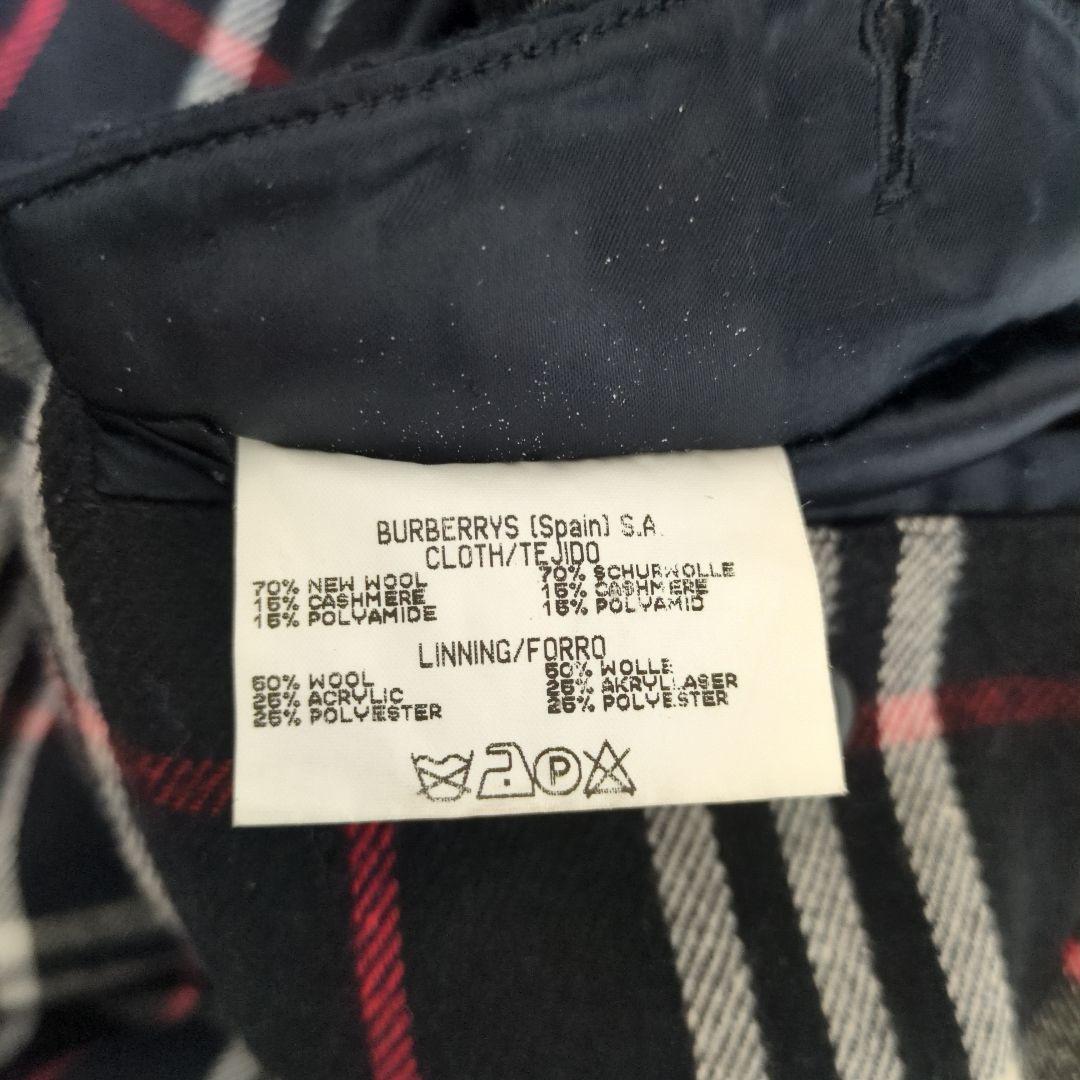 BURBERRYS (Spain) S.A.
CLOTH/TEJIDO
70% NEW WOOL
15% CASHMERE
15% POLYAMIDE
70% SCHURWOLLE
15% CASHMERE
15% POLYAMID
LINNING/FORRO
50% WOOL
25% ACRYLIC
25% POLYESTER
50% WOLLE
25% AKRYLLASER
25% POLYESTER
P